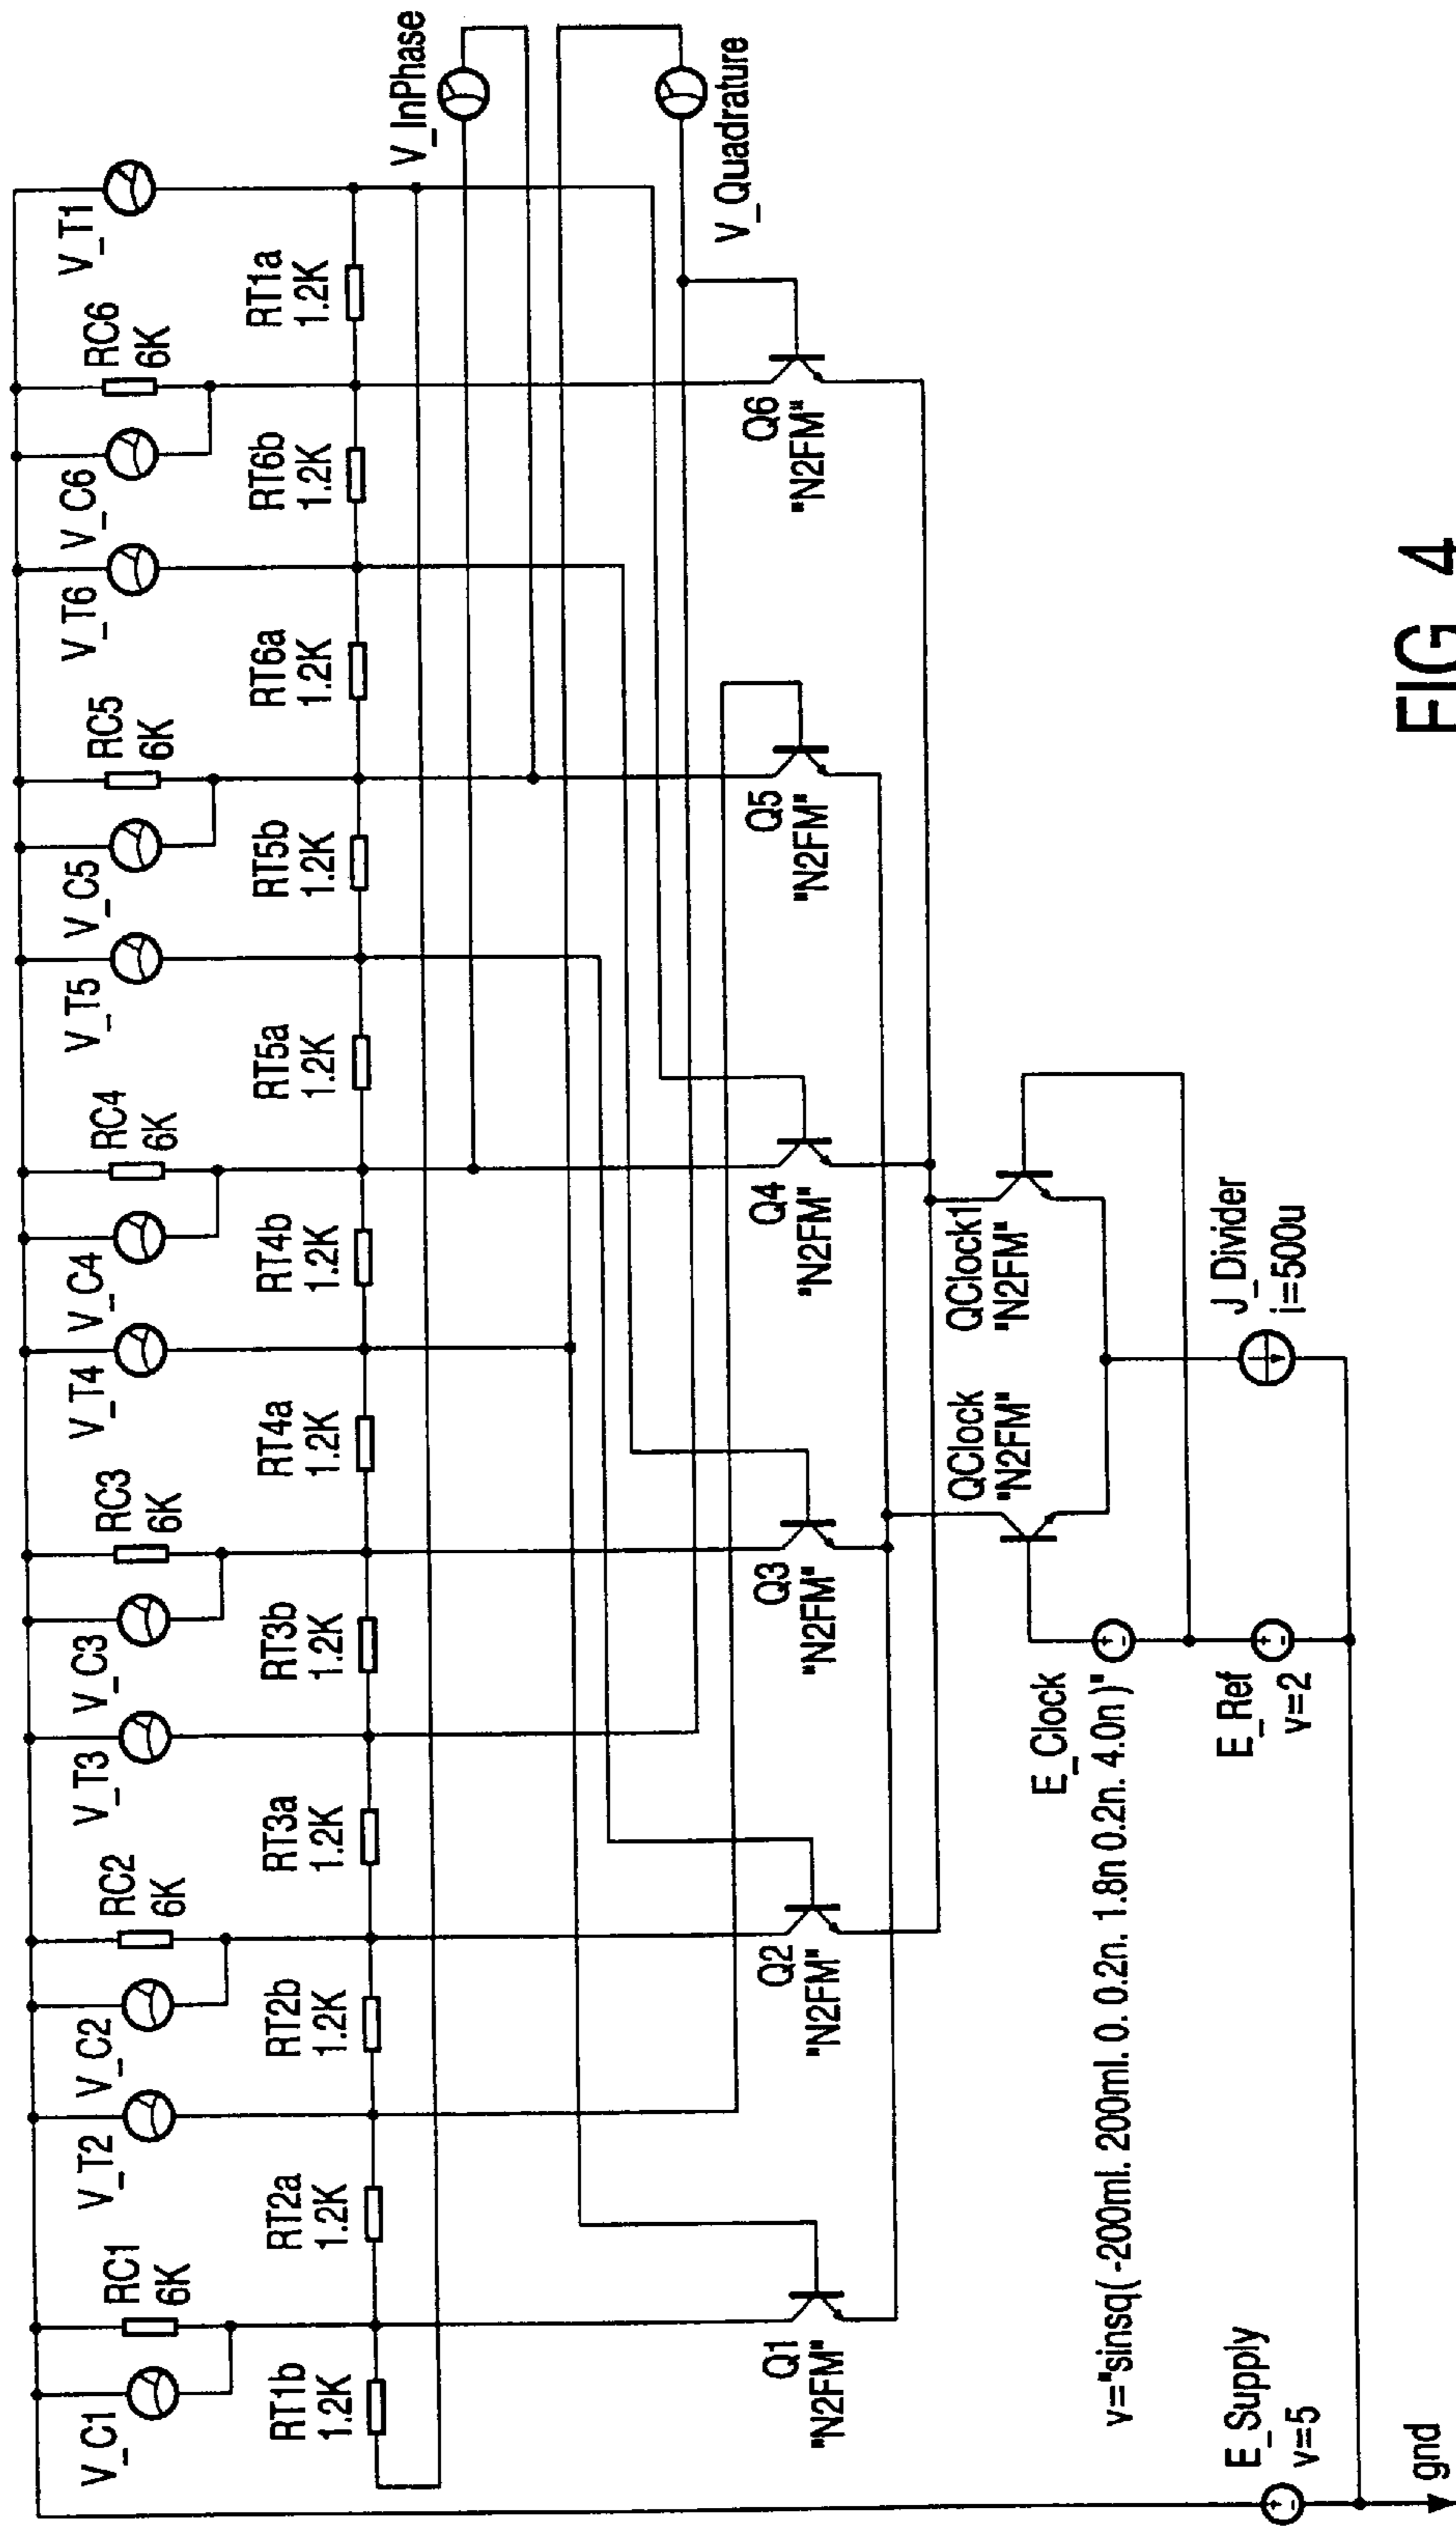 V_C1
RC1
6K
V_T2
V_C2
RC2
6K
V_T3
V_C3
RC3
6K
V_T4
V_C4
RC4
6K
V_T5
V_C5
RC5
6K
V_T6
V_C6
RC6
6K
V_T1
RT1b
1.2K
RT2a
1.2K
RT2b
1.2K
RT3a
1.2K
RT3b
1.2K
RT4a
1.2K
RT4b
1.2K
RT5a
1.2K
RT5b
1.2K
RT6a
1.2K
RT6b
1.2K
RT1a
1.2K
V_InPhase
V_Quadrature
Q1
"N2FM"
Q2
"N2FM"
Q3
"N2FM"
Q4
"N2FM"
Q5
"N2FM"
Q6
"N2FM"
QClock
"N2FM"
QClock1
"N2FM"
E_Clock
v="sinsq(-200ml. 200ml. 0. 0.2n. 1.8n 0.2n. 4.0n)"
E_Ref
v=2
J_Divider
i=500u
E_Supply
v=5
gnd
FIG. 4